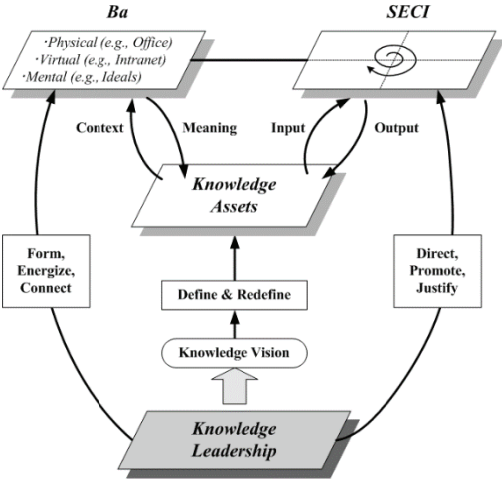 Ba
SECI
·Physical (e.g., Office)
·Virtual (e.g., Intranet)
·Mental (e.g., Ideals)
Context
Meaning
Input
Output
Knowledge
Assets
Form,
Energize,
Connect
Direct,
Promote,
Justify
Define & Redefine
Knowledge Vision
Knowledge
Leadership